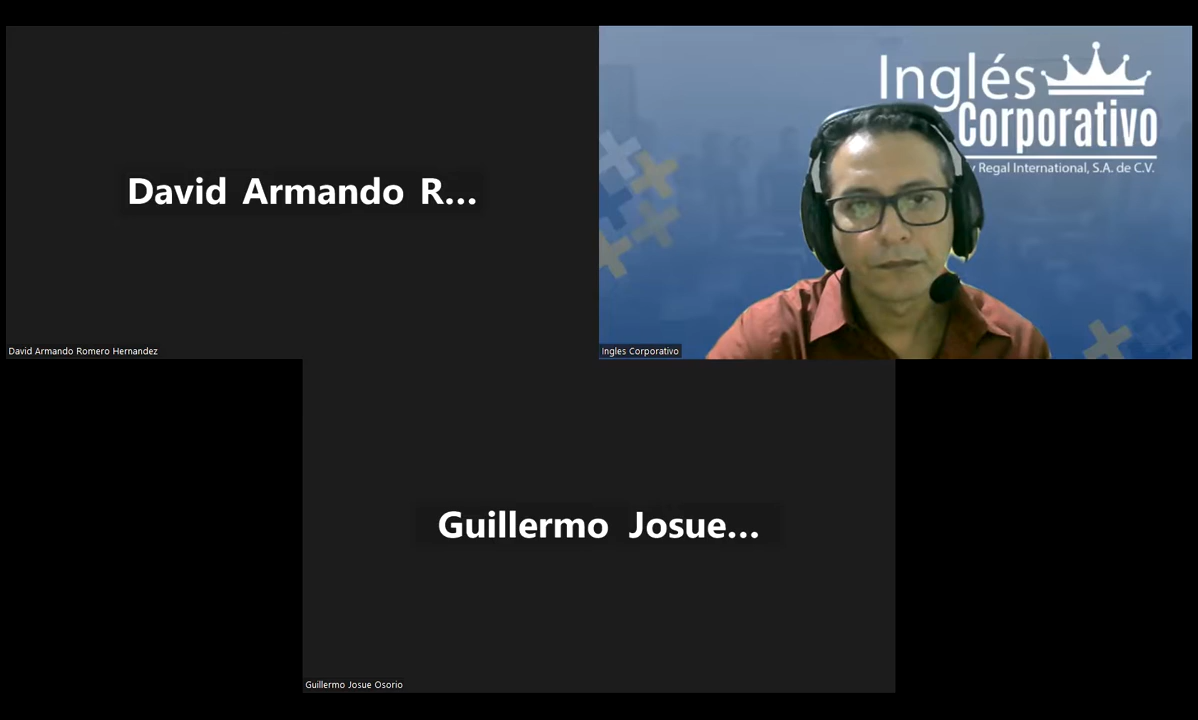 David Armando R...
David Armando Romero Hernandez
Inglés
Corporativo
y Regal International, S.A. de C.V.
Ingles Corporativo
Guillermo Josue...
Guillermo Josue Osorio